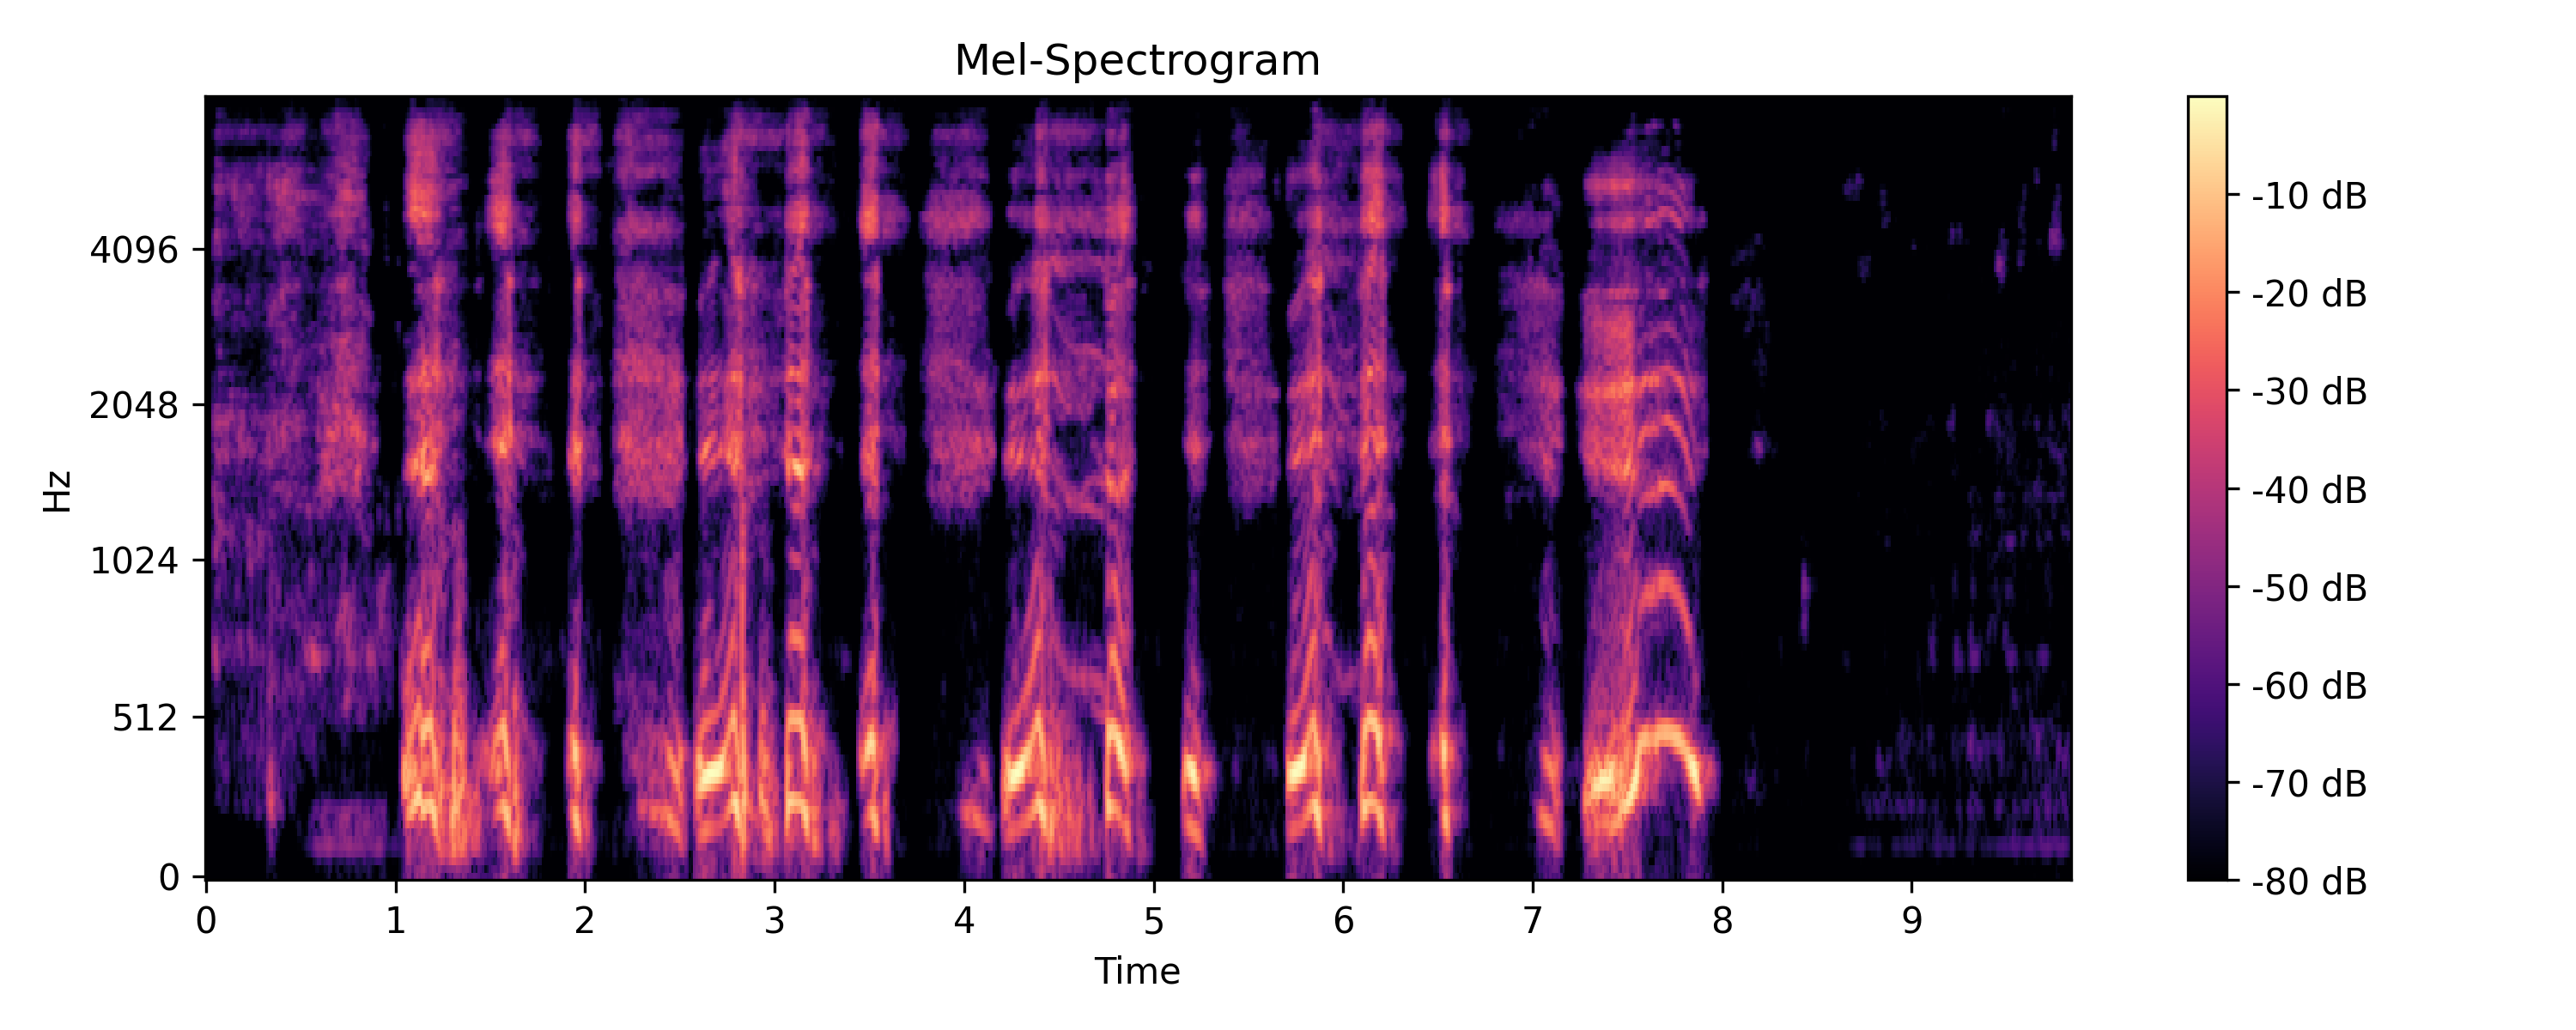 Mel-Spectrogram
Hz
4096
2048
1024
512
0
0 1 2 3 4 5 6 7 8 9
Time
-10 dB
-20 dB
-30 dB
-40 dB
-50 dB
-60 dB
-70 dB
-80 dB